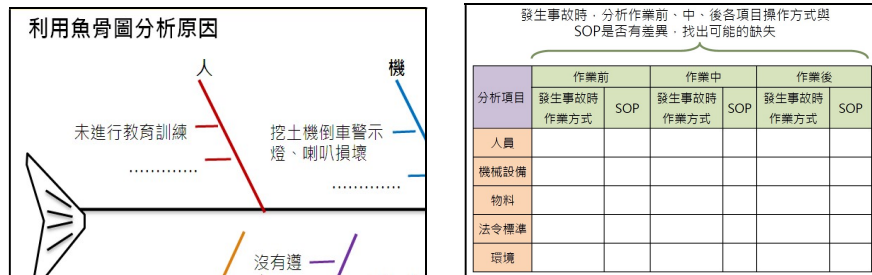 利用魚骨圖分析原因
人
機
未進行教育訓練
.............
挖土機倒車警示
燈、喇叭損壞
.............
沒有遵
發生事故時，分析作業前、中、後各項目操作方式與
SOP是否有差異，找出可能的缺失
分析項目
作業前
作業中
作業後
發生事故時
作業方式
SOP
發生事故時
作業方式
SOP
發生事故時
作業方式
SOP
人員
機械設備
物料
法令標準
環境